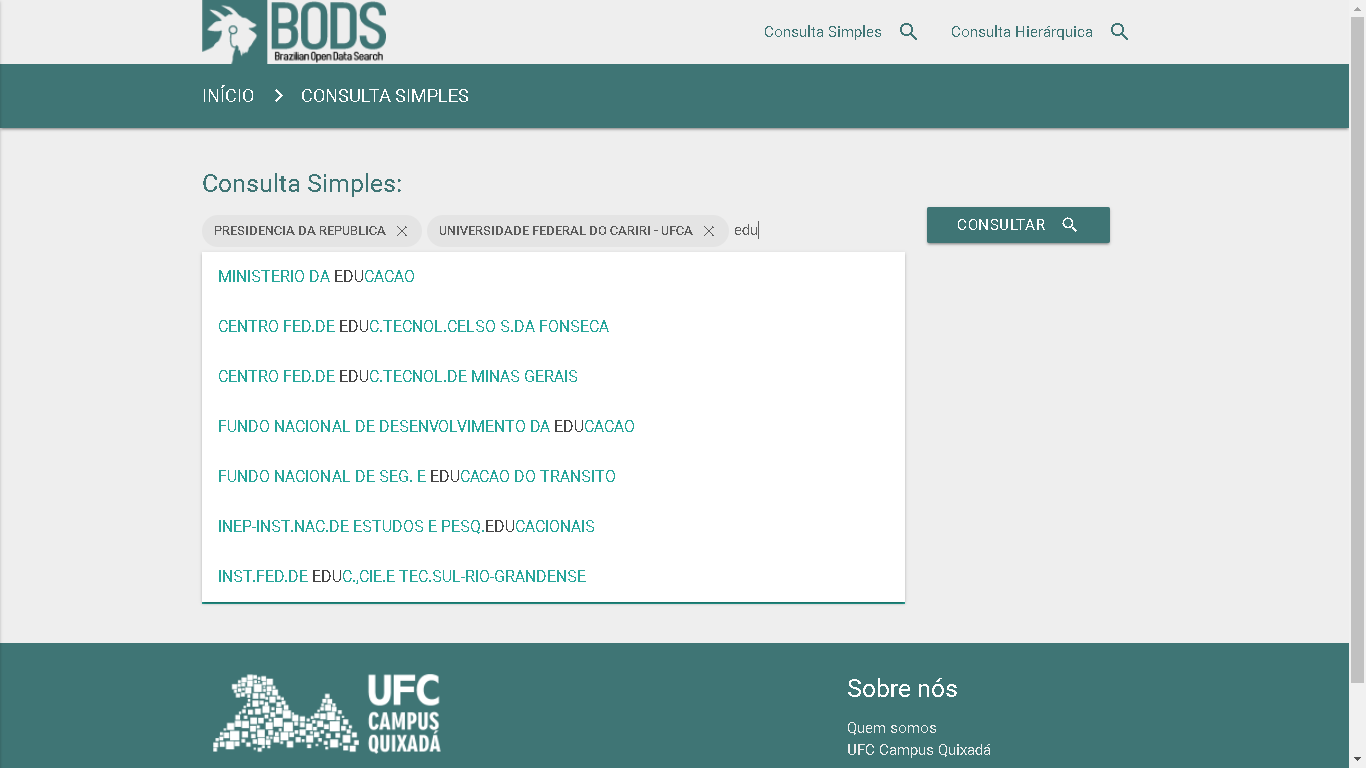 BODS
Brazilian Open Data Search
Consulta Simples
Consulta Hierárquica
INÍCIO
CONSULTA SIMPLES
Consulta Simples:
PRESIDENCIA DA REPUBLICA
UNIVERSIDADE FEDERAL DO CARIRI - UFCA
edu
CONSULTAR
MINISTERIO DA EDUCACAO
CENTRO FED.DE EDUC.TECNOL.CELSO S.DA FONSECA
CENTRO FED.DE EDUC.TECNOL.DE MINAS GERAIS
FUNDO NACIONAL DE DESENVOLVIMENTO DA EDUCACAO
FUNDO NACIONAL DE SEG. E EDUCACAO DO TRANSITO
INEP-INST.NAC.DE ESTUDOS E PESQ.EDUCACIONAIS
INST.FED.DE EDUC.,CIE.E TEC.SUL-RIO-GRANDENSE
UFC
CAMPUS
QUIXADÁ
Sobre nós
Quem somos
UFC Campus Quixadá